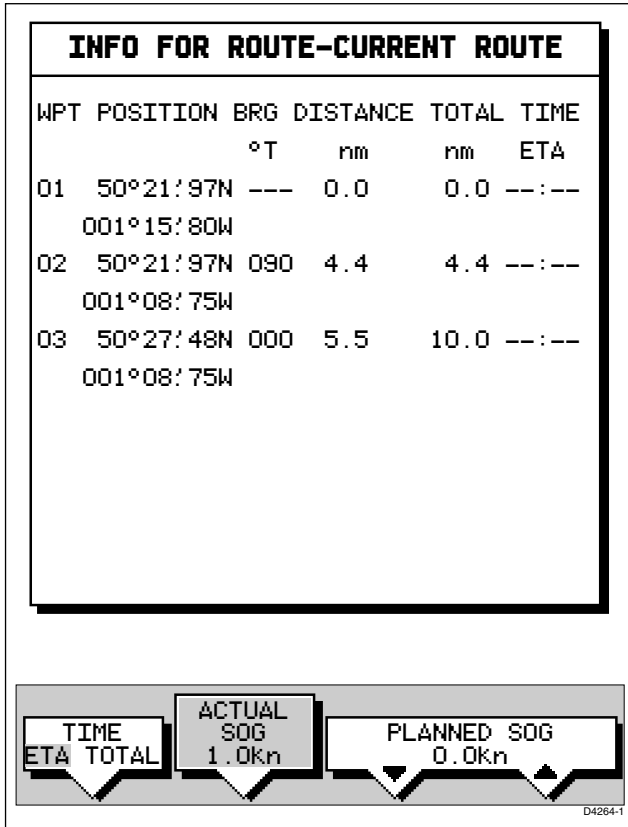 INFO FOR ROUTE-CURRENT ROUTE
WPT POSITION BRG DISTANCE TOTAL TIME
°T nm nm ETA
01 50°21.'97N --- 0.0 0.0 --:--
001°15.'80W
02 50°21.'97N 090 4.4 4.4 --:--
001°08.'75W
03 50°27.'48N 000 5.5 10.0 --:--
001°08.'75W
TIME
ETA TOTAL
ACTUAL
SOG
1.0Kn
PLANNED SOG
0.0Kn
D4264-1